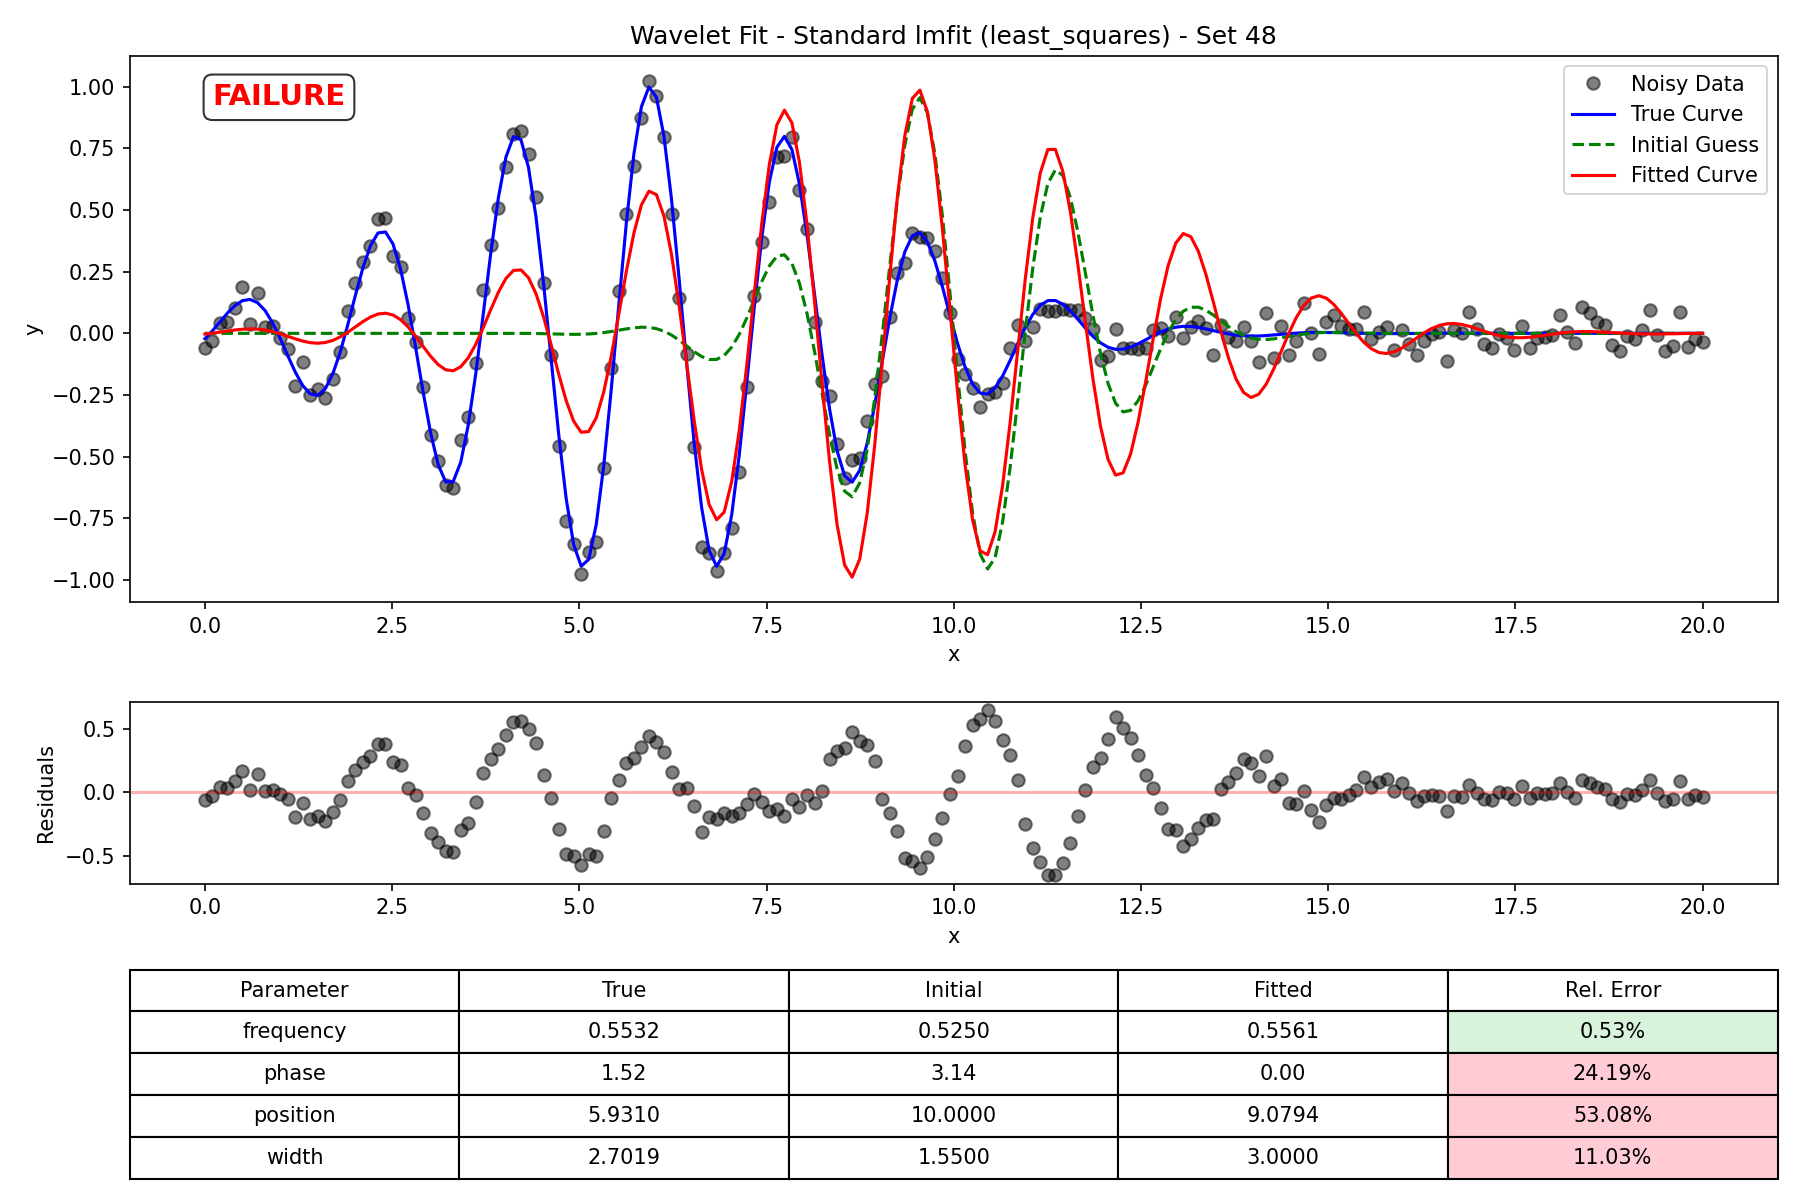 Wavelet Fit - Standard lmfit (least_squares) - Set 48
FAILURE
Noisy Data
True Curve
Initial Guess
Fitted Curve
1.00
0.75
0.50
0.25
0.00
−0.25
−0.50
−0.75
−1.00
y
0.0 2.5 5.0 7.5 10.0 12.5 15.0 17.5 20.0
x
0.5
0.0
−0.5
Residuals
0.0 2.5 5.0 7.5 10.0 12.5 15.0 17.5 20.0
x
Parameter True Initial Fitted Rel. Error
frequency 0.5532 0.5250 0.5561 0.53%
phase 1.52 3.14 0.00 24.19%
position 5.9310 10.0000 9.0794 53.08%
width 2.7019 1.5500 3.0000 11.03%